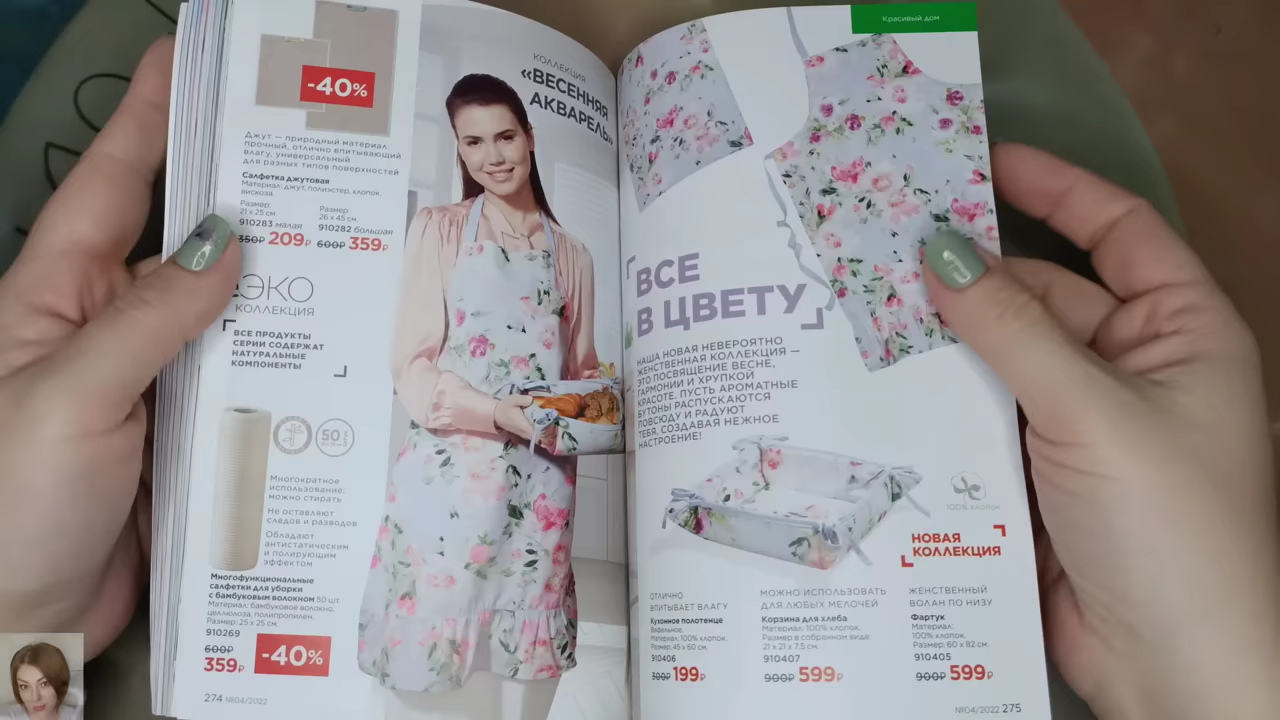 -40%
Джут — природный материал:
прочный, отлично впитывающий
влагу, универсальный
для разных типов поверхностей
Салфетка джутовая
Материал: джут, полиэстер, хлопок,
вискоза.
Размер:
21 х 25 см.
910283 малая
350₽ 209₽
Размер:
26 х 45 см.
910282 большая
600₽ 359₽
ЭКО
КОЛЛЕКЦИЯ
ВСЕ ПРОДУКТЫ
СЕРИИ СОДЕРЖАТ
НАТУРАЛЬНЫЕ
КОМПОНЕНТЫ
50
Многократное
использование:
можно стирать
Не оставляют
следов и разводов
Обладают
антистатическим
и полирующим
эффектом
Многофункциональные
салфетки для уборки
с бамбуковым волокном 50 шт.
Материал: бамбуковое волокно,
целлюлоза, полипропилен.
Размер: 25 х 25 см.
910269
600₽
359₽
-40%
274 №04/2022
КОЛЛЕКЦИЯ
«ВЕСЕННЯЯ
АКВАРЕЛЬ»
Красивый дом
ВСЕ
В ЦВЕТУ
НАША НОВАЯ НЕВЕРОЯТНО
ЖЕНСТВЕННАЯ КОЛЛЕКЦИЯ —
ЭТО ПОСВЯЩЕНИЕ ВЕСНЕ,
ГАРМОНИИ И ХРУПКОЙ
КРАСОТЕ. ПУСТЬ АРОМАТНЫЕ
БУТОНЫ РАСПУСКАЮТСЯ
ПОВСЮДУ И РАДУЮТ
ТЕБЯ, СОЗДАВАЯ НЕЖНОЕ
НАСТРОЕНИЕ!
100% ХЛОПОК
НОВАЯ
КОЛЛЕКЦИЯ
ОТЛИЧНО
ВПИТЫВАЕТ ВЛАГУ
Кухонное полотенце
Вафельное.
Материал: 100% хлопок.
Размер: 45 х 60 см.
910406
300₽ 199₽
МОЖНО ИСПОЛЬЗОВАТЬ
ДЛЯ ЛЮБЫХ МЕЛОЧЕЙ
Корзина для хлеба
Материал: 100% хлопок.
Размер в собранном виде:
21 х 21 х 7,5 см.
910407
900₽ 599₽
ЖЕНСТВЕННЫЙ
ВОЛАН ПО НИЗУ
Фартук
Материал:
100% хлопок.
Размер: 60 х 82 см.
910405
900₽ 599₽
№04/2022 275